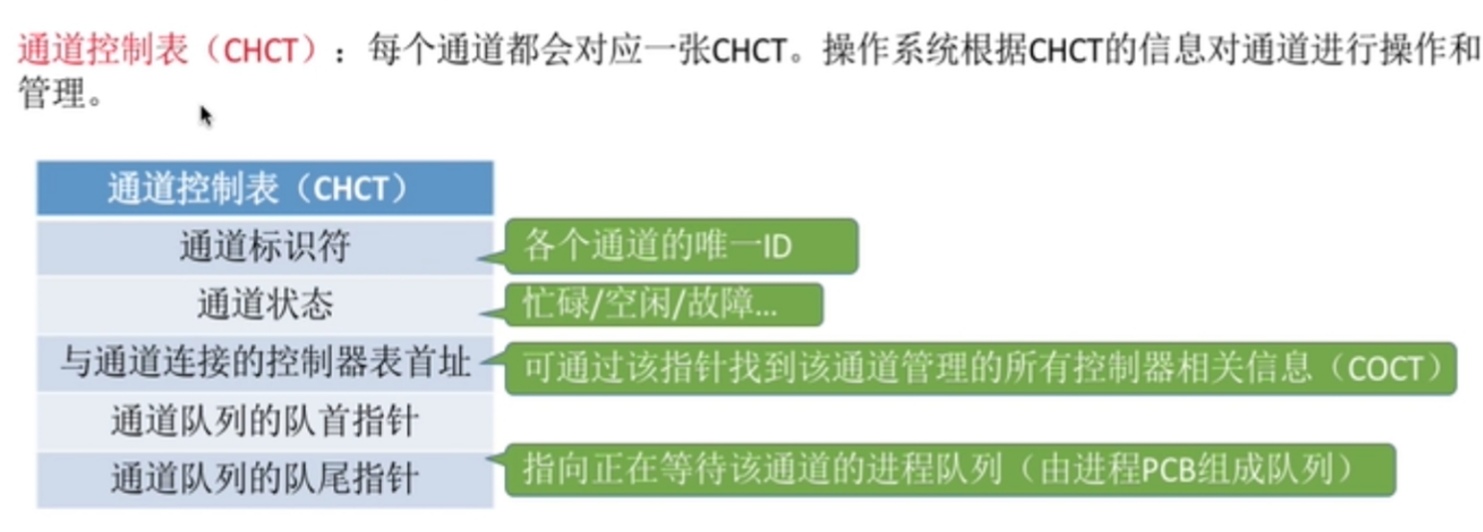 通道控制表（CHCT）：每个通道都会对应一张CHCT。操作系统根据CHCT的信息对通道进行操作和
管理。
通道控制表（CHCT）
通道标识符
各个通道的唯一ID
通道状态
忙碌/空闲/故障...
与通道连接的控制器表首址
可通过该指针找到该通道管理的所有控制器相关信息（COCT）
通道队列的队首指针
通道队列的队尾指针
指向正在等待该通道的进程队列（由进程PCB组成队列）